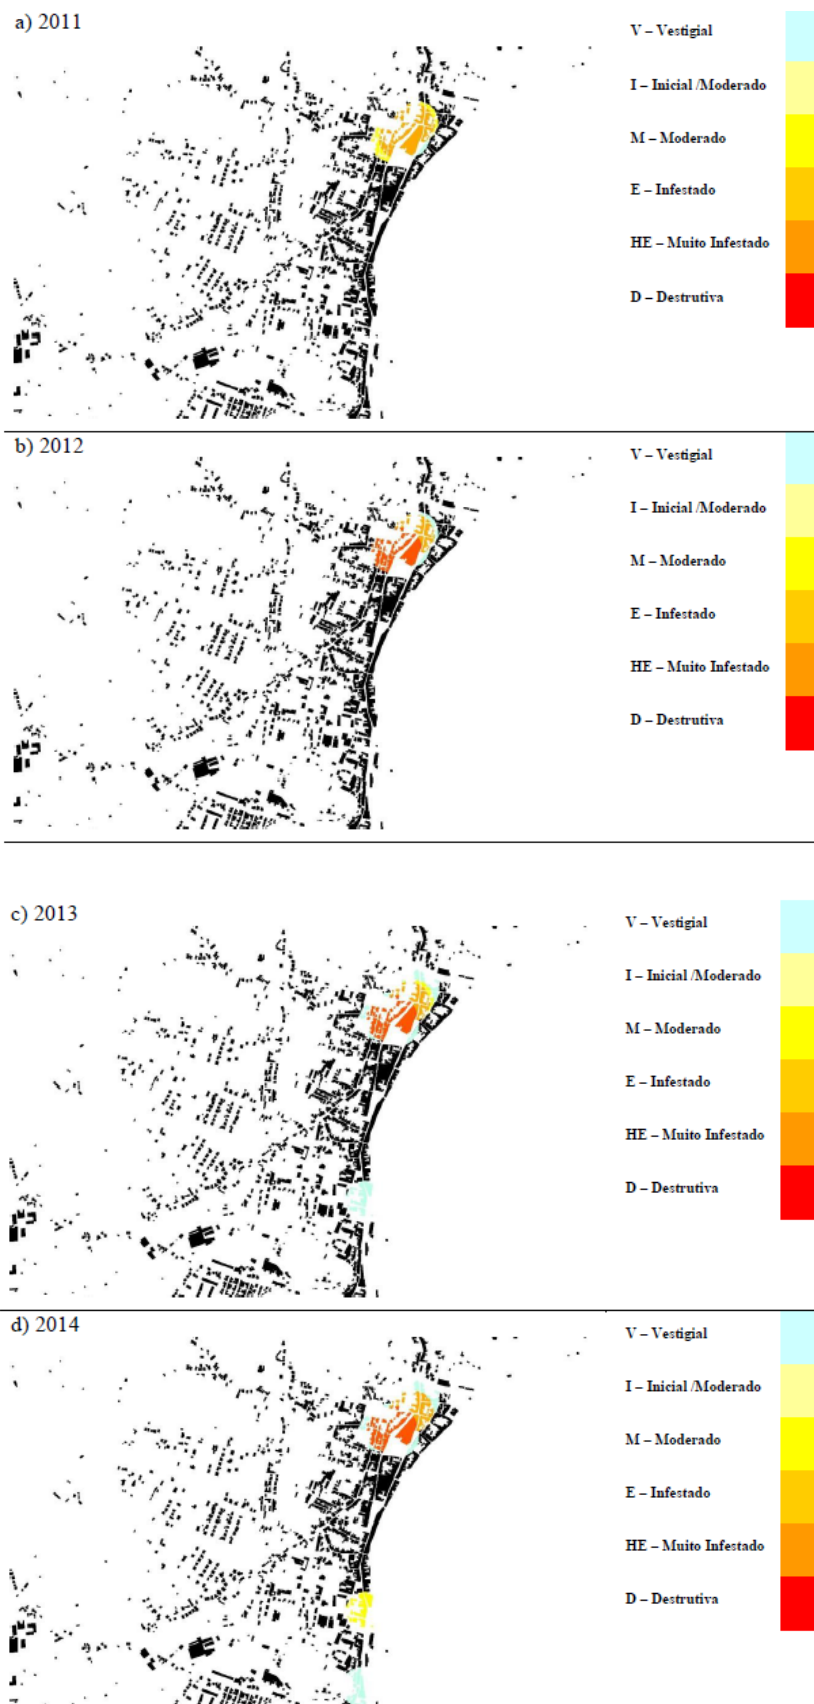 a) 2011
V – Vestigial
I – Inicial /Moderado
M – Moderado
E – Infestado
HE – Muito Infestado
D – Destrutiva
b) 2012
V – Vestigial
I – Inicial /Moderado
M – Moderado
E – Infestado
HE – Muito Infestado
D – Destrutiva
c) 2013
V – Vestigial
I – Inicial /Moderado
M – Moderado
E – Infestado
HE – Muito Infestado
D – Destrutiva
d) 2014
V – Vestigial
I – Inicial /Moderado
M – Moderado
E – Infestado
HE – Muito Infestado
D – Destrutiva